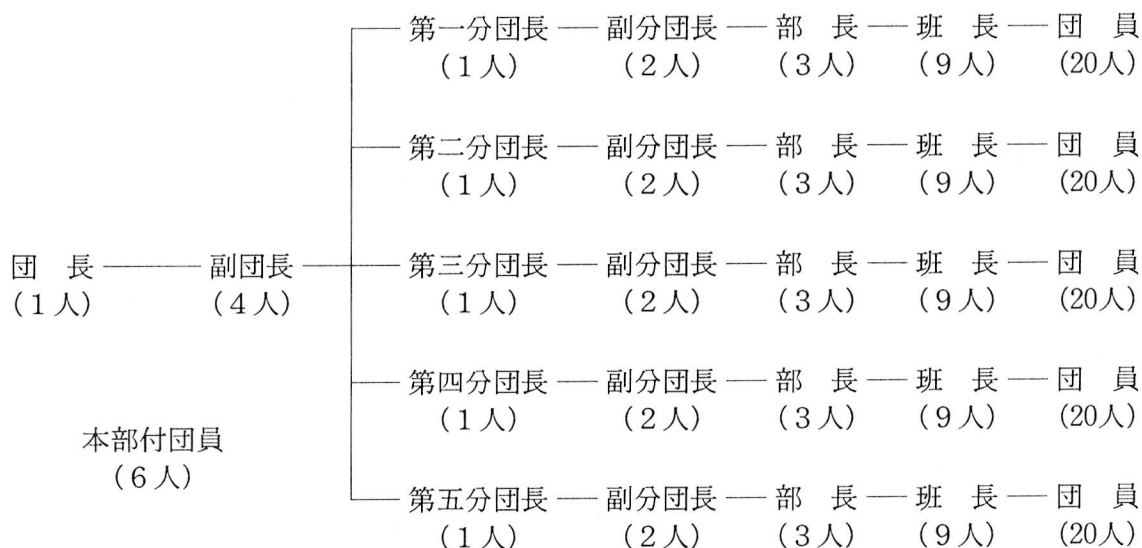 第一分団長 副分団長 部 長 班 長 団 員
(1人) (2人) (3人) (9人) (20人)
第二分団長 副分団長 部 長 班 長 団 員
(1人) (2人) (3人) (9人) (20人)
団 長 副団長 第三分団長 副分団長 部 長 班 長 団 員
(1人) (4人) (1人) (2人) (3人) (9人) (20人)
第四分団長 副分団長 部 長 班 長 団 員
(1人) (2人) (3人) (9人) (20人)
本部付団員
(6人)
第五分団長 副分団長 部 長 班 長 団 員
(1人) (2人) (3人) (9人) (20人)